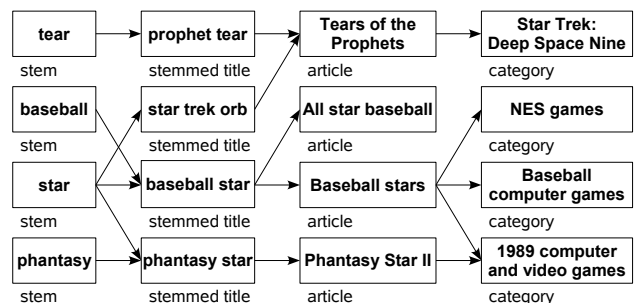 tear
prophet tear
Tears of the
Prophets
Star Trek:
Deep Space Nine
stem
stemmed title
article
category
baseball
star trek orb
All star baseball
NES games
stem
stemmed title
article
category
star
baseball star
Baseball stars
Baseball
computer games
stem
stemmed title
article
category
phantasy
phantasy star
Phantasy Star II
1989 computer
and video games
stem
stemmed title
article
category